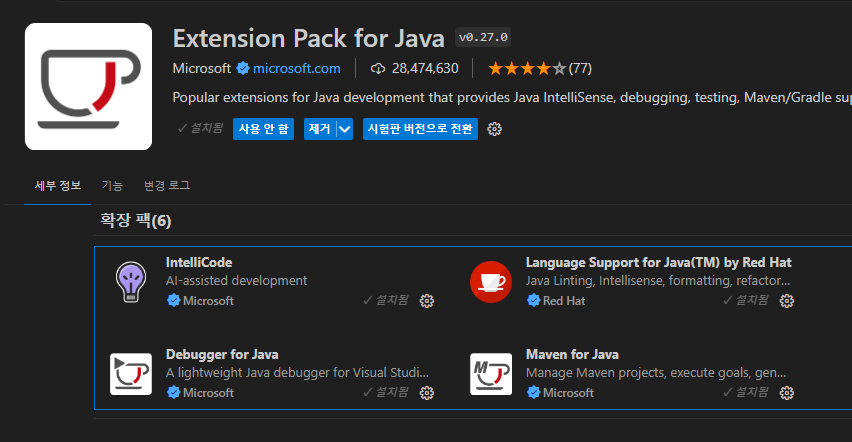 Extension Pack for Java v0.27.0
Microsoft microsoft.com 28,474,630 (77)
Popular extensions for Java development that provides Java IntelliSense, debugging, testing, Maven/Gradle sup
설치됨 사용 안 함 제거 시험판 버전으로 전환
세부 정보 기능 변경 로그
확장 팩(6)
IntelliCode
AI-assisted development
Microsoft 설치됨
Language Support for Java(TM) by Red Hat
Java Linting, Intellisense, formatting, refactor...
Red Hat 설치됨
Debugger for Java
A lightweight Java debugger for Visual Studi...
Microsoft 설치됨
M
Maven for Java
Manage Maven projects, execute goals, gen...
Microsoft 설치됨